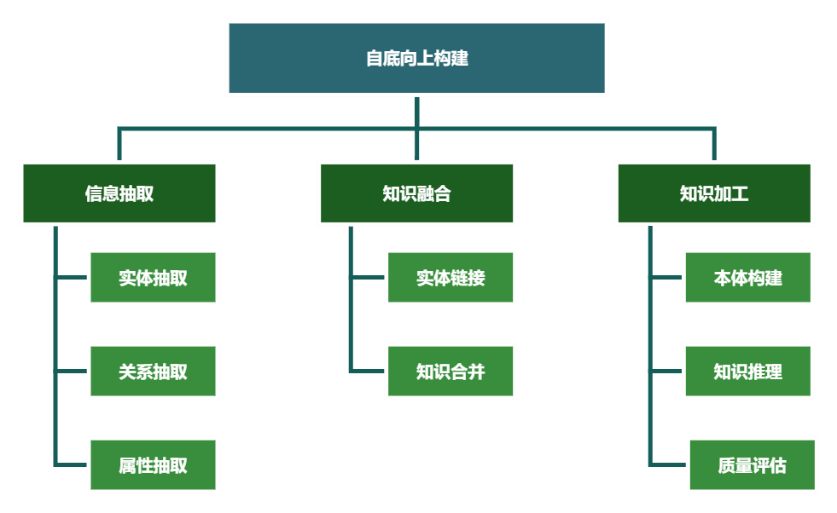 自底向上构建
信息抽取
实体抽取
关系抽取
属性抽取
知识融合
实体链接
知识合并
知识加工
本体构建
知识推理
质量评估